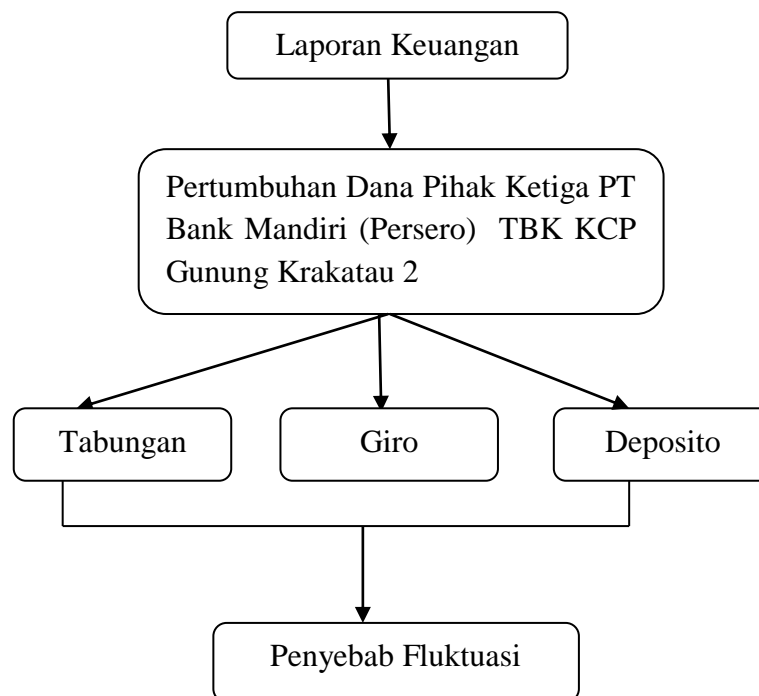 Laporan Keuangan
Pertumbuhan Dana Pihak Ketiga PT
Bank Mandiri (Persero) TBK KCP
Gunung Krakatau 2
Tabungan
Giro
Deposito
Penyebab Fluktuasi